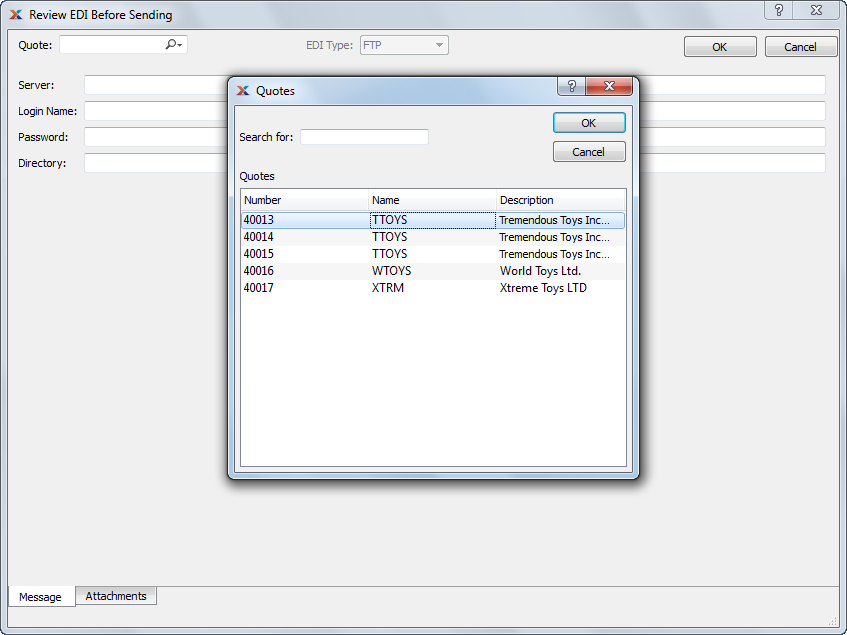 Review EDI Before Sending ?
Quote: EDI Type: FTP OK Cancel
Server:
Login Name:
Password:
Directory:
Quotes ?
OK
Search for:
Cancel
Quotes
Number Name Description
40013 TTOYS Tremendous Toys Inc...
40014 TTOYS Tremendous Toys Inc...
40015 TTOYS Tremendous Toys Inc...
40016 WTOYS World Toys Ltd.
40017 XTRM Xtreme Toys LTD
Message Attachments